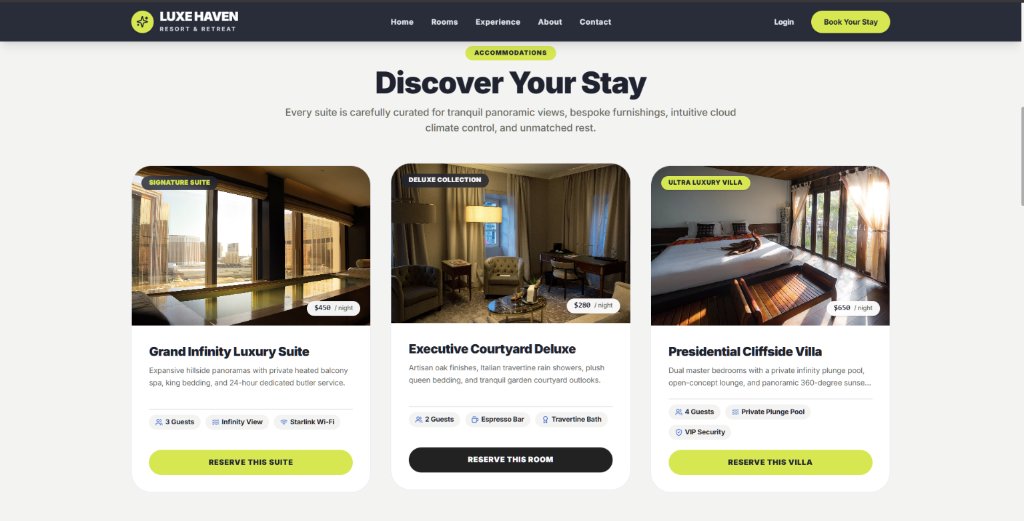 LUXE HAVEN
RESORT & RETREAT
Home
Rooms
Experience
About
Contact
Login
Book Your Stay
ACCOMMODATIONS
Discover Your Stay
Every suite is carefully curated for tranquil panoramic views, bespoke furnishings, intuitive cloud
climate control, and unmatched rest.
SIGNATURE SUITE
$450 / night
Grand Infinity Luxury Suite
Expansive hillside panoramas with private heated balcony
spa, king bedding, and 24-hour dedicated butler service.
3 Guests
Infinity View
Starlink Wi-Fi
RESERVE THIS SUITE
DELUXE COLLECTION
$280 / night
Executive Courtyard Deluxe
Artisan oak finishes, Italian travertine rain showers, plush
queen bedding, and tranquil garden courtyard outlooks.
2 Guests
Espresso Bar
Travertine Bath
RESERVE THIS ROOM
ULTRA LUXURY VILLA
$650 / night
Presidential Cliffside Villa
Dual master bedrooms with a private infinity plunge pool,
open-concept lounge, and panoramic 360-degree sunse...
4 Guests
Private Plunge Pool
VIP Security
RESERVE THIS VILLA